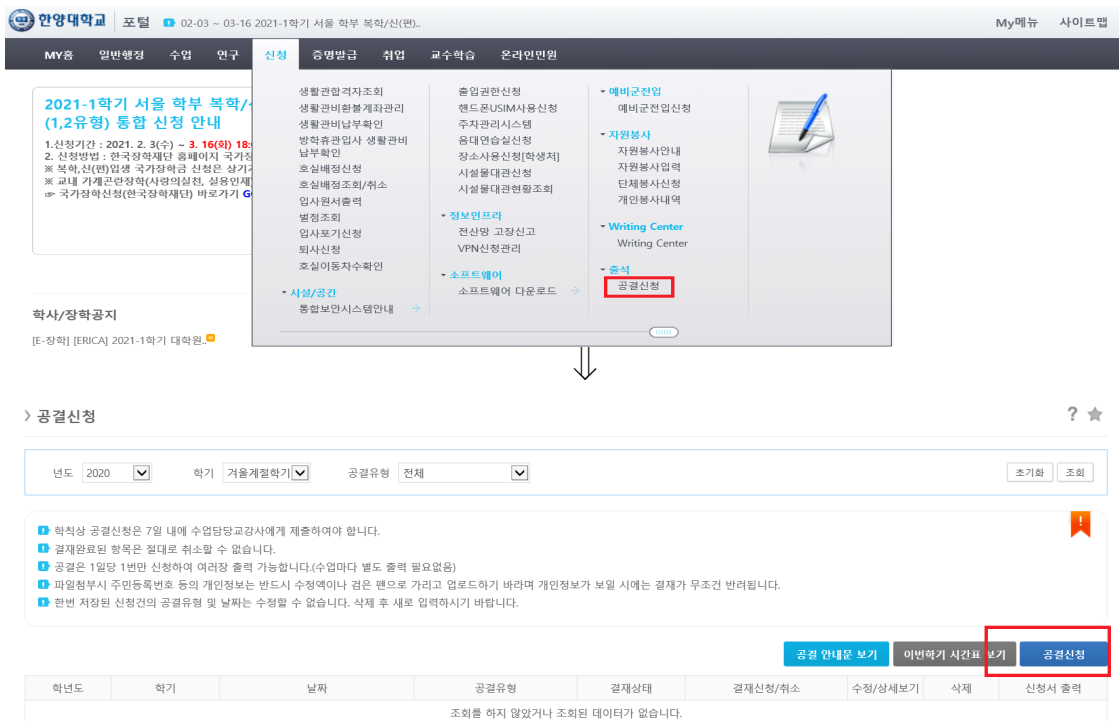 한양대학교 포털 02-03 ~ 03-16 2021-1학기 서울 학부 복학/신(편).. My메뉴 사이트맵
MY홈 일반행정 수업 연구 신청 증명발급 취업 교수학습 온라인민원
2021-1학기 서울 학부 복학/
(1,2유형) 통합 신청 안내
1.신청기간 : 2021. 2. 3(수) ~ 3. 16(화) 18:
2. 신청방법 : 한국장학재단 홈페이지 국가장
※ 복학,신(편)입생 국가장학금 신청은 상기
※ 교내 가계곤란장학(사랑의실천, 실용인재
☞ 국가장학신청(한국장학재단) 바로가기 G
학사/장학공지
[E-장학] [ERICA] 2021-1학기 대학원..
생활관합격자조회
생활관비환불계좌관리
생활관비납부확인
방학휴관입사 생활관비
납부확인
호실배정신청
호실배정조회/취소
입사원서출력
벌점조회
입사포기신청
퇴사신청
호실이동차수확인
시설/공간
통합보안시스템안내
출입권한신청
핸드폰USIM사용신청
주차관리시스템
음대연습실신청
장소사용신청[학생처]
시설물대관신청
시설물대관현황조회
정보인프라
전산망 고장신고
VPN신청관리
소프트웨어
소프트웨어 다운로드
예비군전입
예비군전입신청
자원봉사
자원봉사안내
자원봉사입력
단체봉사신청
개인봉사내역
Writing Center
Writing Center
출석
공결신청
공결신청
년도 2020 학기 겨울계절학기 공결유형 전체 초기화 조회
학칙상 공결신청은 7일 내에 수업담당교강사에게 제출하여야 합니다.
결재완료된 항목은 절대로 취소할 수 없습니다.
공결은 1일당 1번만 신청하여 여러장 출력 가능합니다.(수업마다 별도 출력 필요없음)
파일첨부시 주민등록번호 등의 개인정보는 반드시 수정액이나 검은 펜으로 가리고 업로드하기 바라며 개인정보가 보일 시에는 결재가 무조건 반려됩니다.
한번 저장된 신청건의 공결유형 및 날짜는 수정할 수 없습니다. 삭제 후 새로 입력하시기 바랍니다.
공결 안내문 보기 이번학기 시간표 보기 공결신청
학년도 학기 날짜 공결유형 결재상태 결재신청/취소 수정/상세보기 삭제 신청서 출력
조회를 하지 않았거나 조회된 데이터가 없습니다.